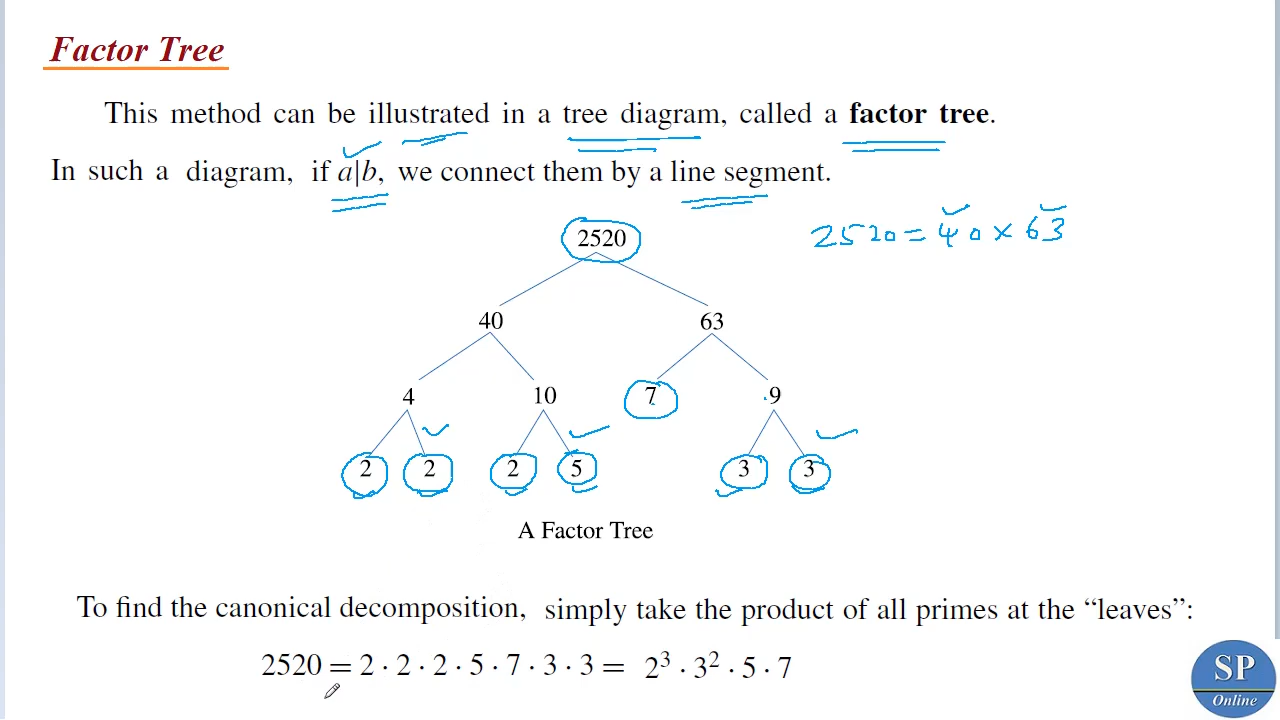 Factor Tree
This method can be illustrated in a tree diagram, called a factor tree.
In such a diagram, if a|b, we connect them by a line segment.
2520 = 40 × 63
2520
40 63
4 10 7 9
2 2 2 5 3 3
A Factor Tree
To find the canonical decomposition, simply take the product of all primes at the “leaves”:
2520 = 2 · 2 · 2 · 5 · 7 · 3 · 3 = 2³ · 3² · 5 · 7
SP
Online